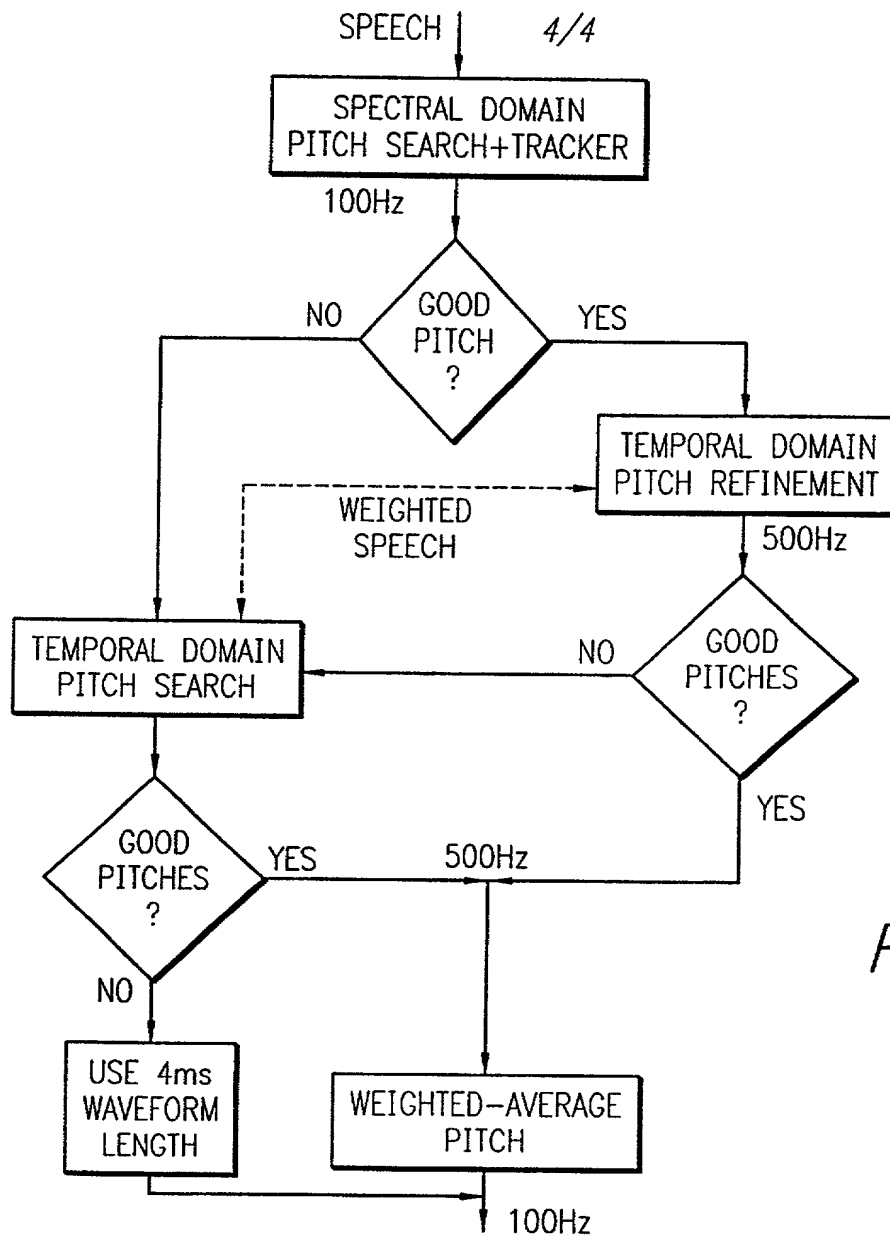 SPEECH 4/4
SPECTRAL DOMAIN
PITCH SEARCH+TRACKER
100Hz
GOOD
PITCH
?
NO
YES
TEMPORAL DOMAIN
PITCH REFINEMENT
WEIGHTED
SPEECH
500Hz
TEMPORAL DOMAIN
PITCH SEARCH
NO
GOOD
PITCHES
?
YES
GOOD
PITCHES
?
YES
500Hz
NO
USE 4ms
WAVEFORM
LENGTH
WEIGHTED-AVERAGE
PITCH
100Hz